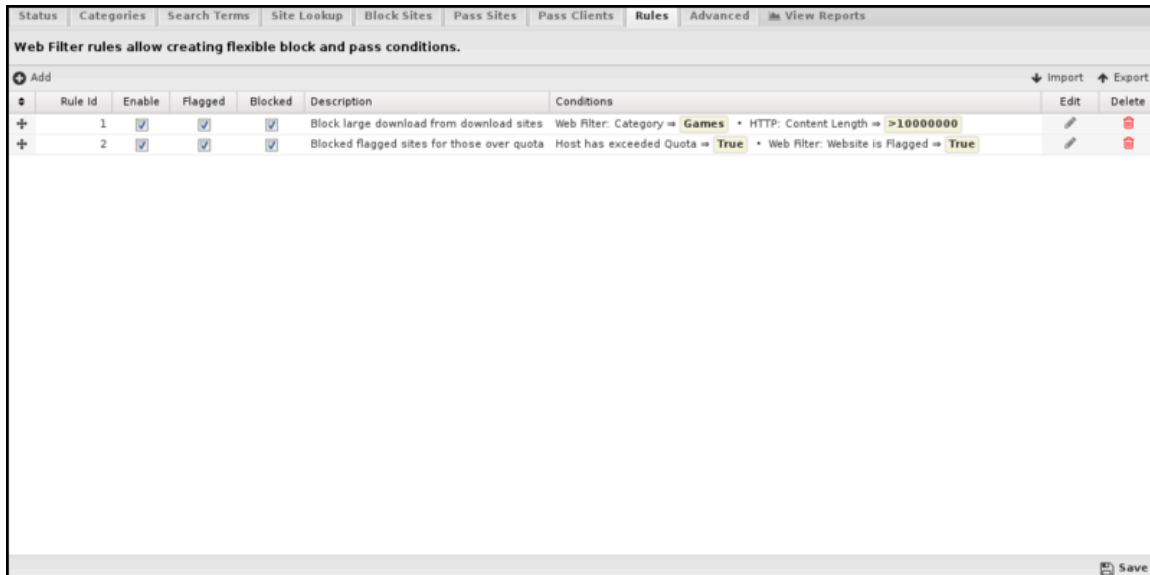 Status Categories Search Terms Site Lookup Block Sites Pass Sites Pass Clients Rules Advanced View Reports
Web Filter rules allow creating flexible block and pass conditions.
Add Import Export
Rule Id Enable Flagged Blocked Description Conditions Edit Delete
1 Block large download from download sites Web Filter: Category ⇒ Games • HTTP: Content Length ⇒ >10000000
2 Blocked flagged sites for those over quota Host has exceeded Quota ⇒ True • Web Filter: Website is Flagged ⇒ True
Save